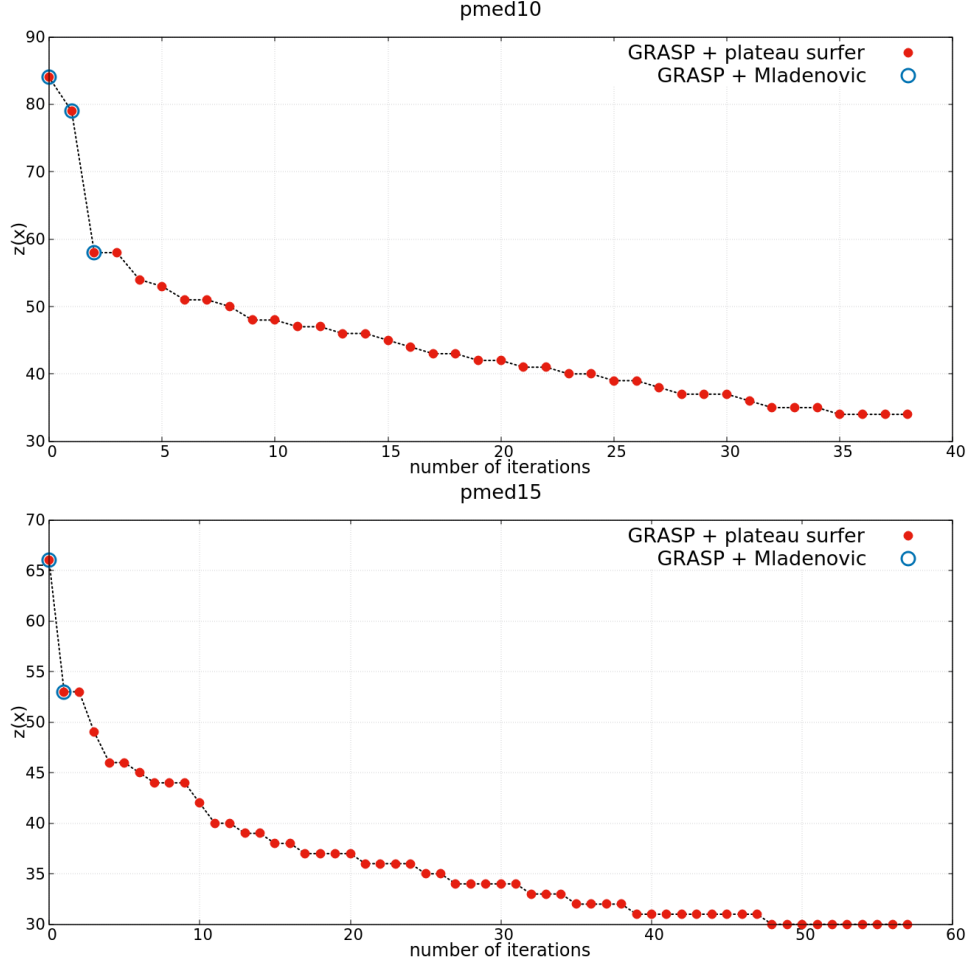 pmed10
90
GRASP + plateau surfer
GRASP + Mladenovic
80
70
z(x)
60
50
40
30
0 5 10 15 20 25 30 35 40
number of iterations
pmed15
70
GRASP + plateau surfer
GRASP + Mladenovic
65
60
55
z(x)
50
45
40
35
30
0 10 20 30 40 50 60
number of iterations